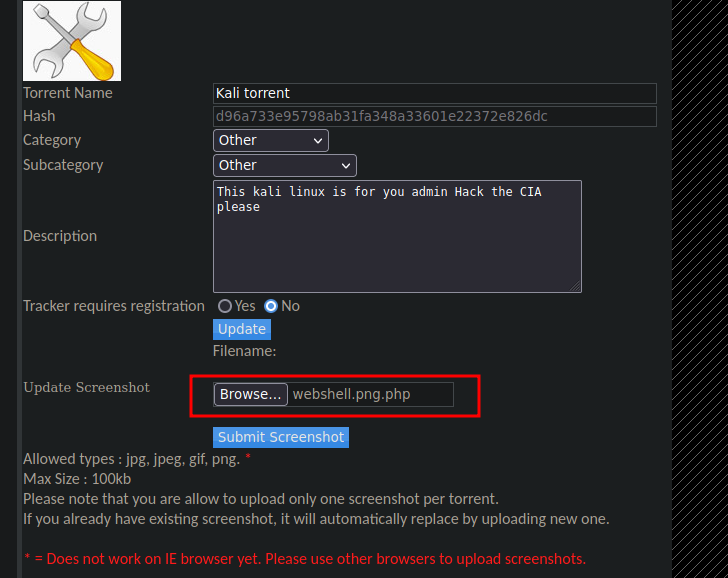 Torrent Name Kali torrent
Hash d96a733e95798ab31fa348a33601e22372e826dc
Category Other
Subcategory Other
Description
This kali linux is for you admin Hack the CIA
please
Tracker requires registration Yes No
Update
Filename:
Update Screenshot Browse... webshell.png.php
Submit Screenshot
Allowed types : jpg, jpeg, gif, png. *
Max Size : 100kb
Please note that you are allow to upload only one screenshot per torrent.
If you already have existing screenshot, it will automatically replace by uploading new one.
* = Does not work on IE browser yet. Please use other browsers to upload screenshots.